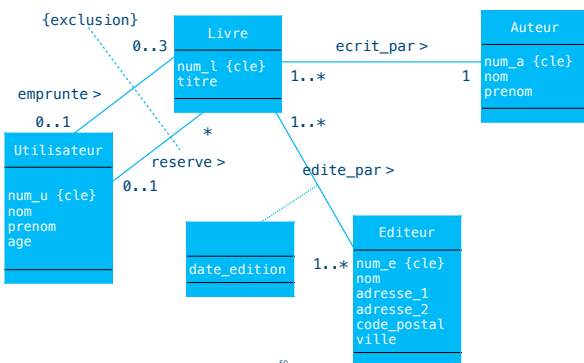 {exclusion}
Livre
num_l {cle}
titre
0..3
ecrit_par >
1..*
1
Auteur
num_a {cle}
nom
prenom
emprunte >
0..1
*
1..*
Utilisateur
num_u {cle}
nom
prenom
age
reserve >
0..1
edite_par >
date_edition
1..*
Editeur
num_e {cle}
nom
adresse_1
adresse_2
code_postal
ville